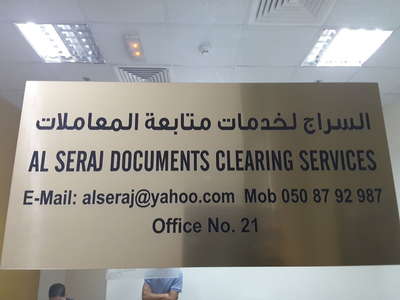 السراج لخدمات متابعة المعاملات
AL SERAJ DOCUMENTS CLEARING SERVICES
E-Mail: alseraj@yahoo.com Mob 050 87 92 987
Office No. 21